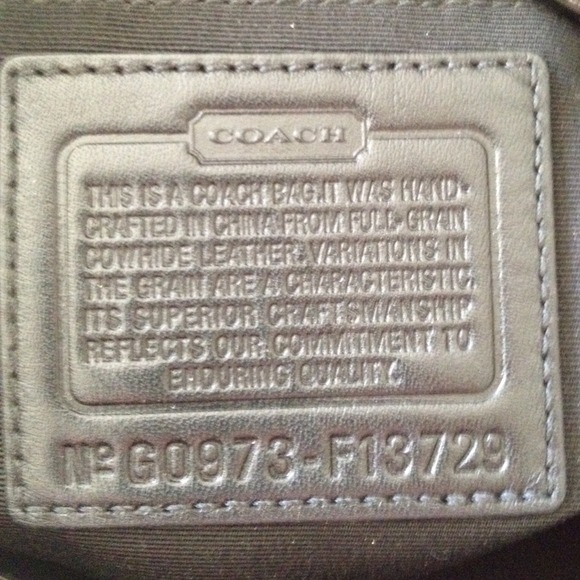 COACH
THIS IS A COACH BAG.IT WAS HAND-
CRAFTED IN CHINA FROM FULL-GRAIN
COWHIDE LEATHER. VARIATIONS IN
THE GRAIN ARE A CHARACTERISTIC.
ITS SUPERIOR CRAFTSMANSHIP
REFLECTS OUR COMMITMENT TO
ENDURING QUALITY.
Nº G0973-F13729